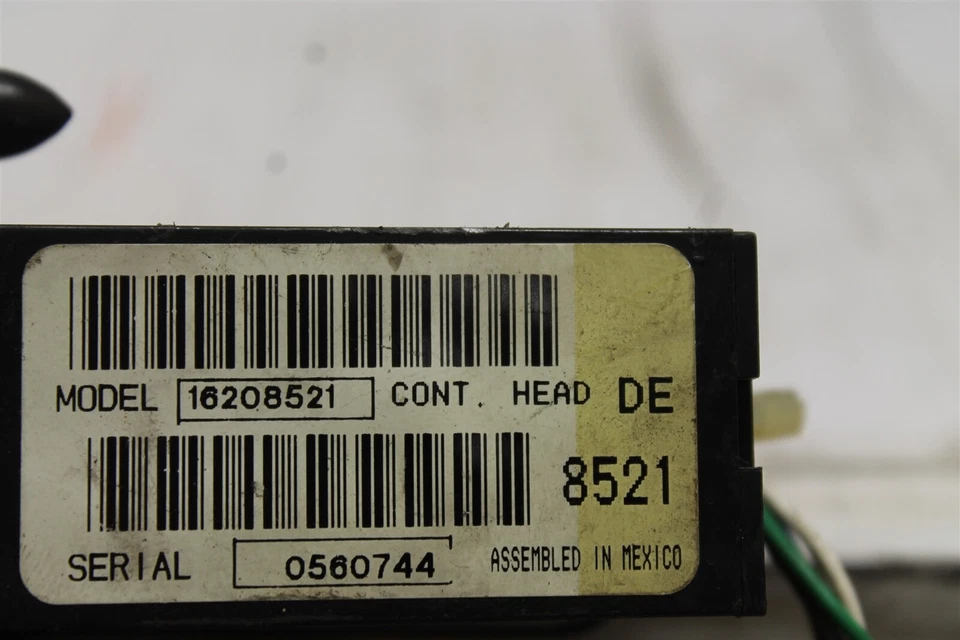 MODEL 16208521 CONT. HEAD DE
8521
SERIAL 0560744 ASSEMBLED IN MEXICO